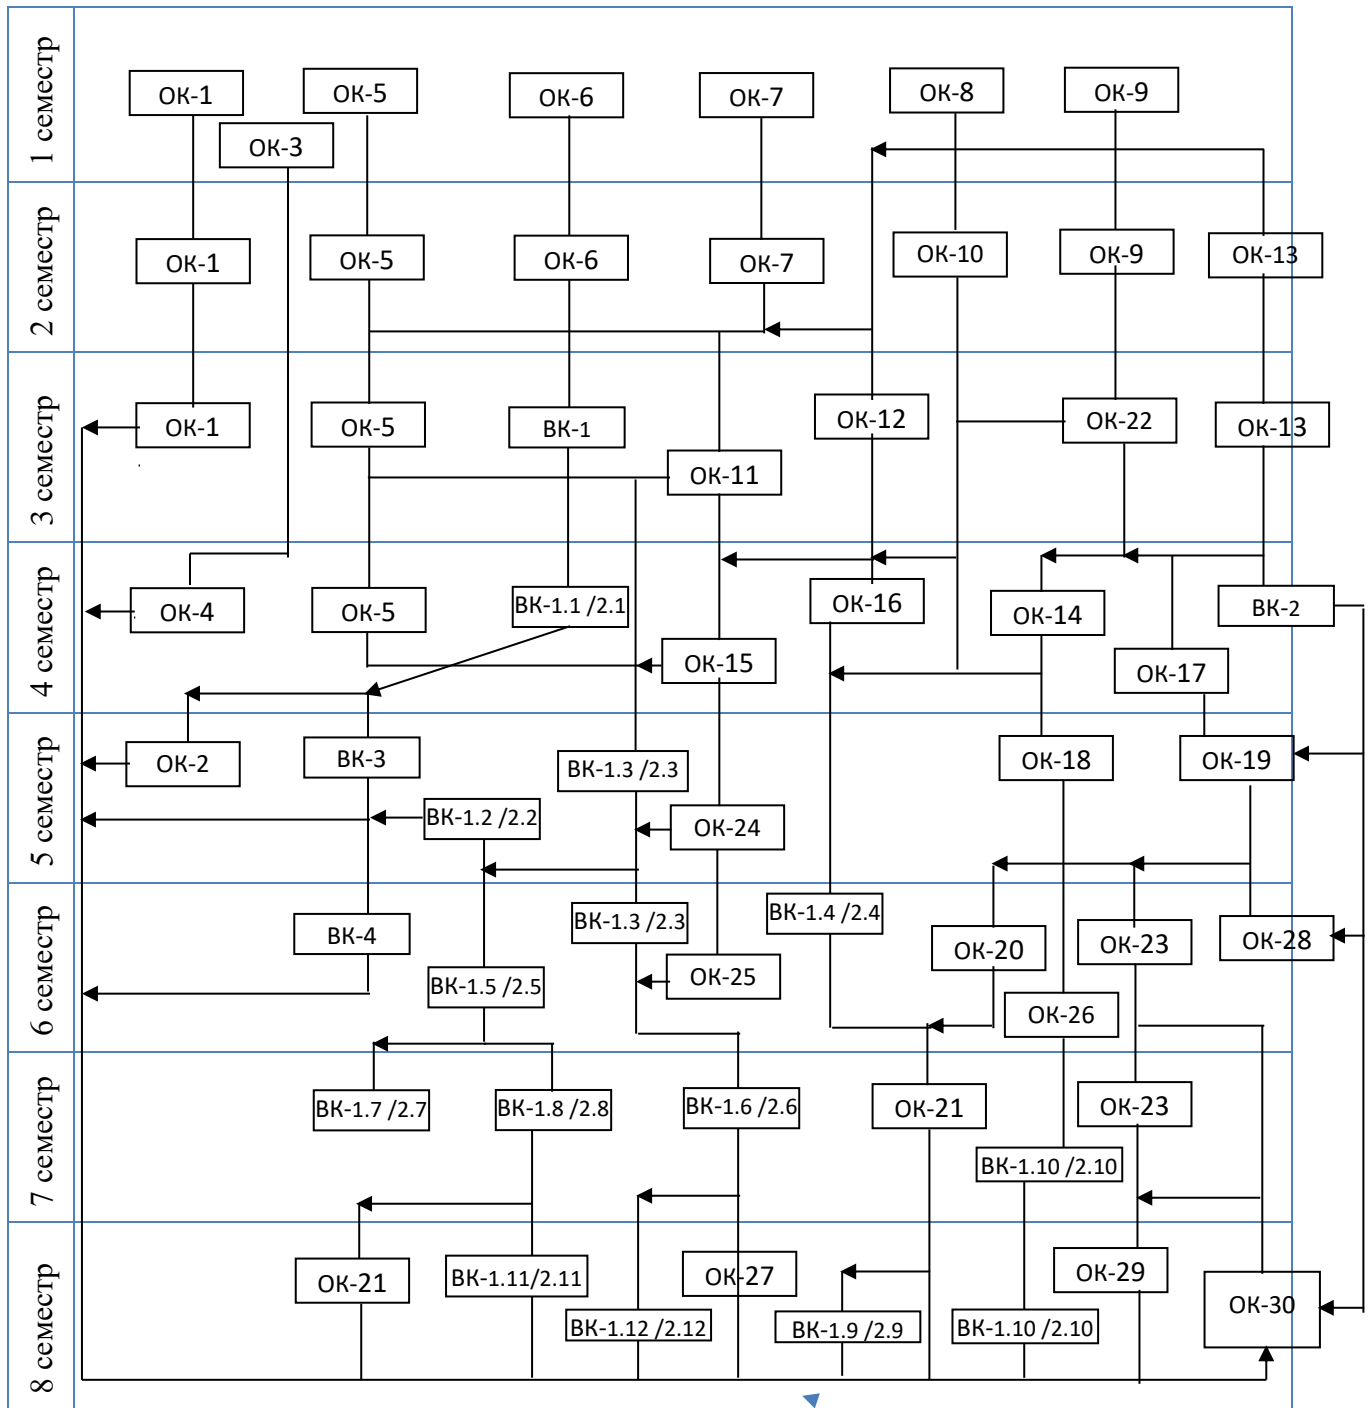 1 семестр
ОК-1
ОК-5
ОК-6
ОК-7
ОК-8
ОК-9
ОК-3
2 семестр
ОК-1
ОК-5
ОК-6
ОК-7
ОК-10
ОК-9
ОК-13
3 семестр
ОК-1
ОК-5
ВК-1
ОК-12
ОК-22
ОК-13
ОК-11
4 семестр
ОК-4
ОК-5
ВК-1.1 /2.1
ОК-16
ОК-14
ВК-2
ОК-15
ОК-17
5 семестр
ОК-2
ВК-3
ВК-1.3 /2.3
ОК-18
ОК-19
ВК-1.2 /2.2
ОК-24
6 семестр
ВК-4
ВК-1.3 /2.3
ВК-1.4 /2.4
ОК-20
ОК-23
ОК-28
ВК-1.5 /2.5
ОК-25
ОК-26
7 семестр
ВК-1.7 /2.7
ВК-1.8 /2.8
ВК-1.6 /2.6
ОК-21
ОК-23
ВК-1.10 /2.10
8 семестр
ОК-21
ВК-1.11/2.11
ОК-27
ОК-29
ОК-30
ВК-1.12 /2.12
ВК-1.9 /2.9
ВК-1.10 /2.10